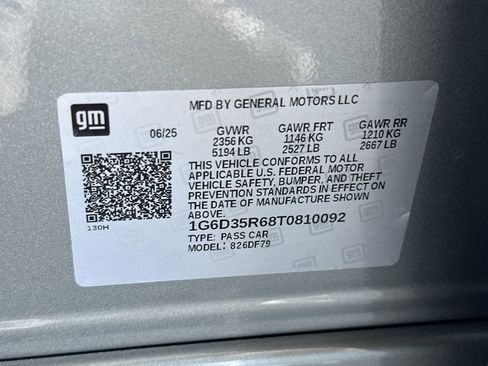 gm
MFD BY GENERAL MOTORS LLC
06/25 GVWR GAWR FRT GAWR RR
2356 KG 1146 KG 1210 KG
5194 LB 2527 LB 2667 LB
THIS VEHICLE CONFORMS TO ALL
APPLICABLE U.S. FEDERAL MOTOR
VEHICLE SAFETY, BUMPER, AND THEFT
PREVENTION STANDARDS IN EFFECT ON
THE DATE OF MANUFACTURE SHOWN
ABOVE.
130H
1G6D35R68T0810092
TYPE: PASS CAR
MODEL: 826DF79